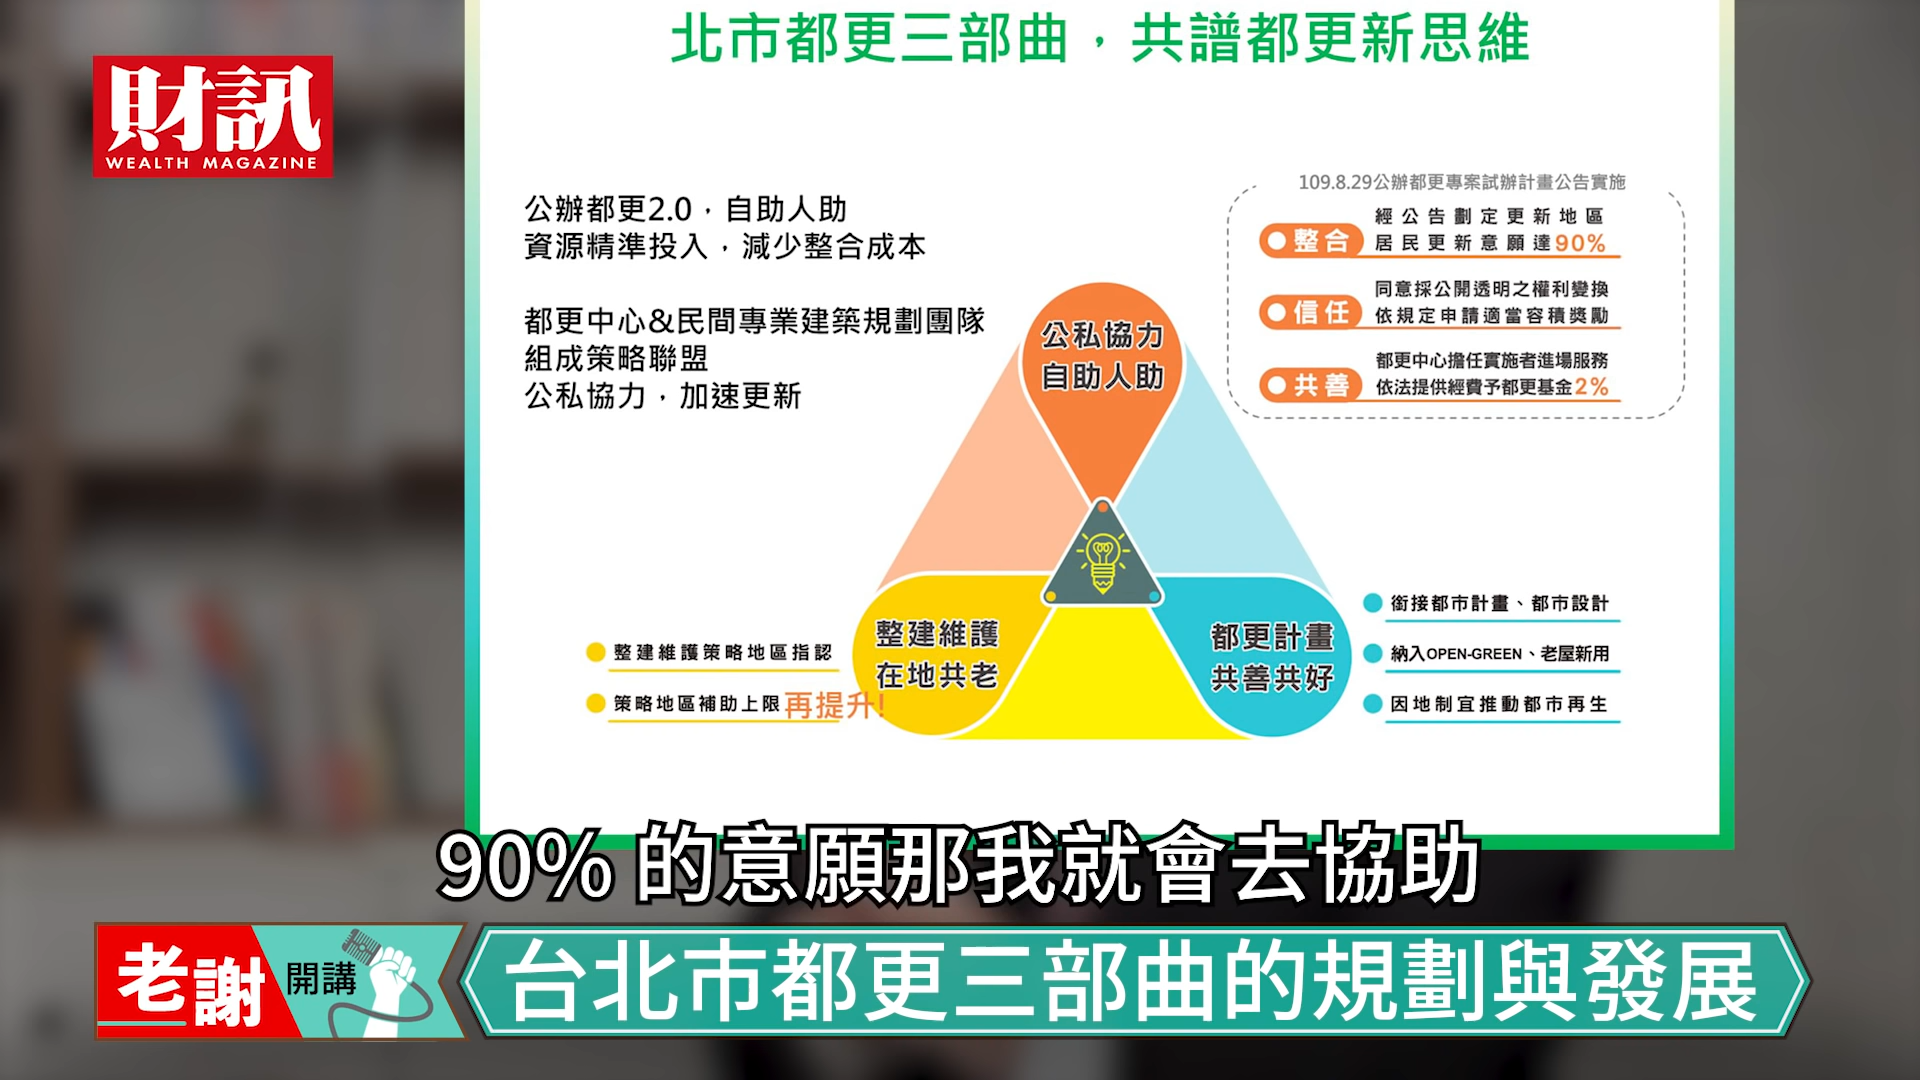 北市都更三部曲，共譜都更新思維
財訊
WEALTH MAGAZINE
公辦都更2.0，自助人助
資源精準投入，減少整合成本
都更中心&民間專業建築規劃團隊
組成策略聯盟
公私協力，加速更新
109.8.29公辦都更專案試辦計畫公告實施
整合
經公告劃定更新地區
居民更新意願達90%
信任
同意採公開透明之權利變換
依規定申請適當容積獎勵
共善
都更中心擔任實施者進場服務
依法提供經費予都更基金2%
公私協力
自助人助
整建維護
在地共老
都更計畫
共善共好
整建維護策略地區指認
策略地區補助上限再提升!
銜接都市計畫、都市設計
納入OPEN-GREEN、老屋新用
因地制宜推動都市再生
90% 的意願那我就會去協助
老謝
開講
台北市都更三部曲的規劃與發展